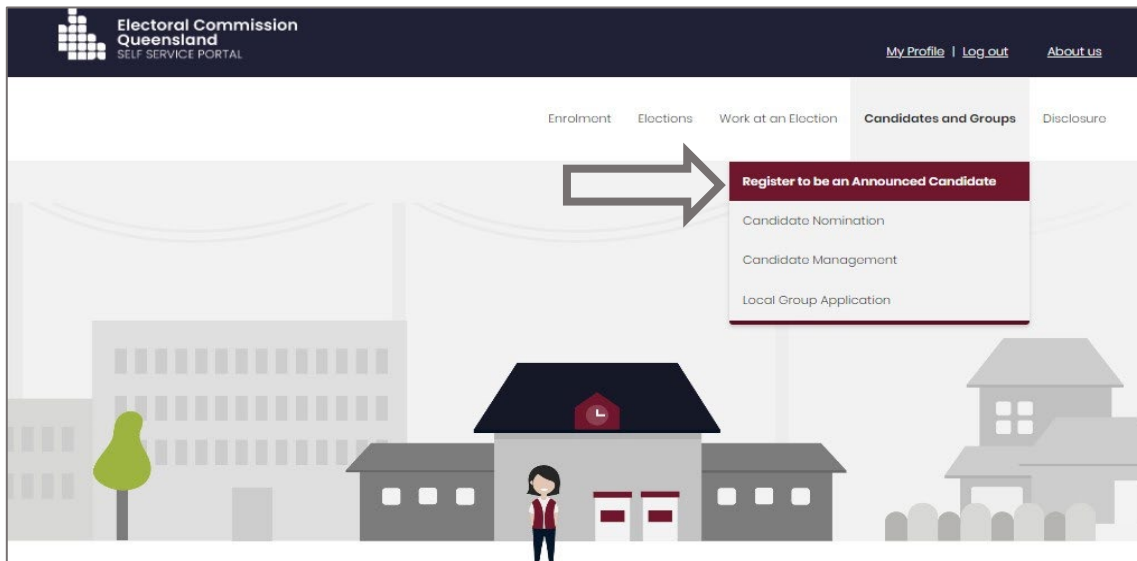 Electoral Commission
Queensland
SELF SERVICE PORTAL
My Profile | Log out About us
Enrolment Elections Work at an Election Candidates and Groups Disclosure
Register to be an Announced Candidate
Candidate Nomination
Candidate Management
Local Group Application